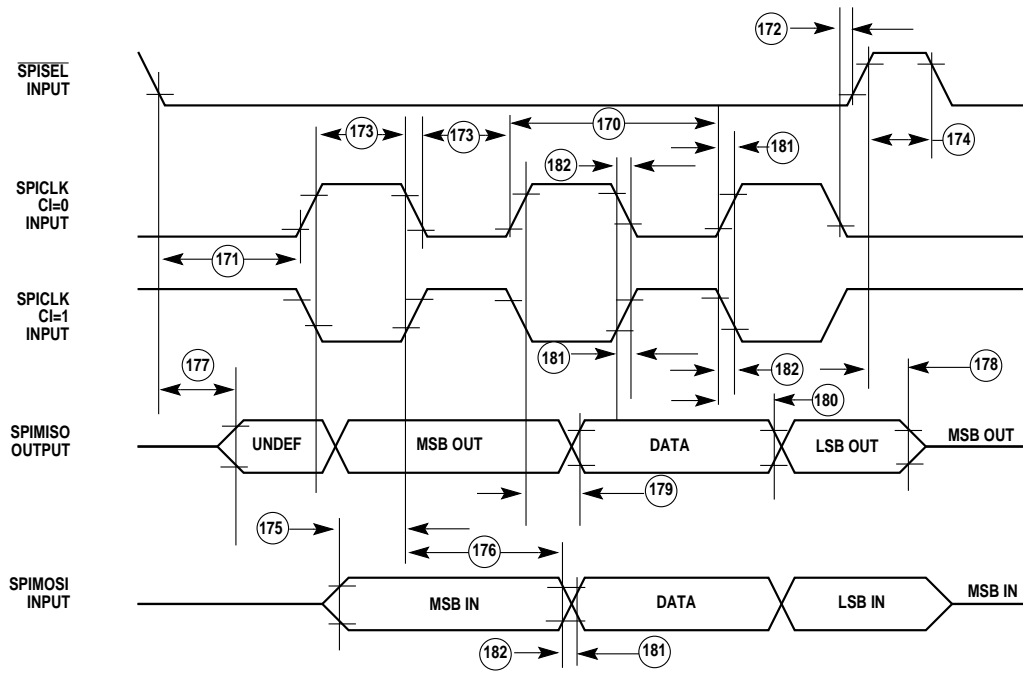 172
SPISEL
INPUT
173
173
170
181
174
182
SPICLK
CI=0
INPUT
171
SPICLK
CI=1
INPUT
181
182
178
177
180
SPIMISO
OUTPUT
UNDEF
MSB OUT
DATA
LSB OUT
MSB OUT
179
175
176
SPIMOSI
INPUT
MSB IN
DATA
LSB IN
MSB IN
182
181